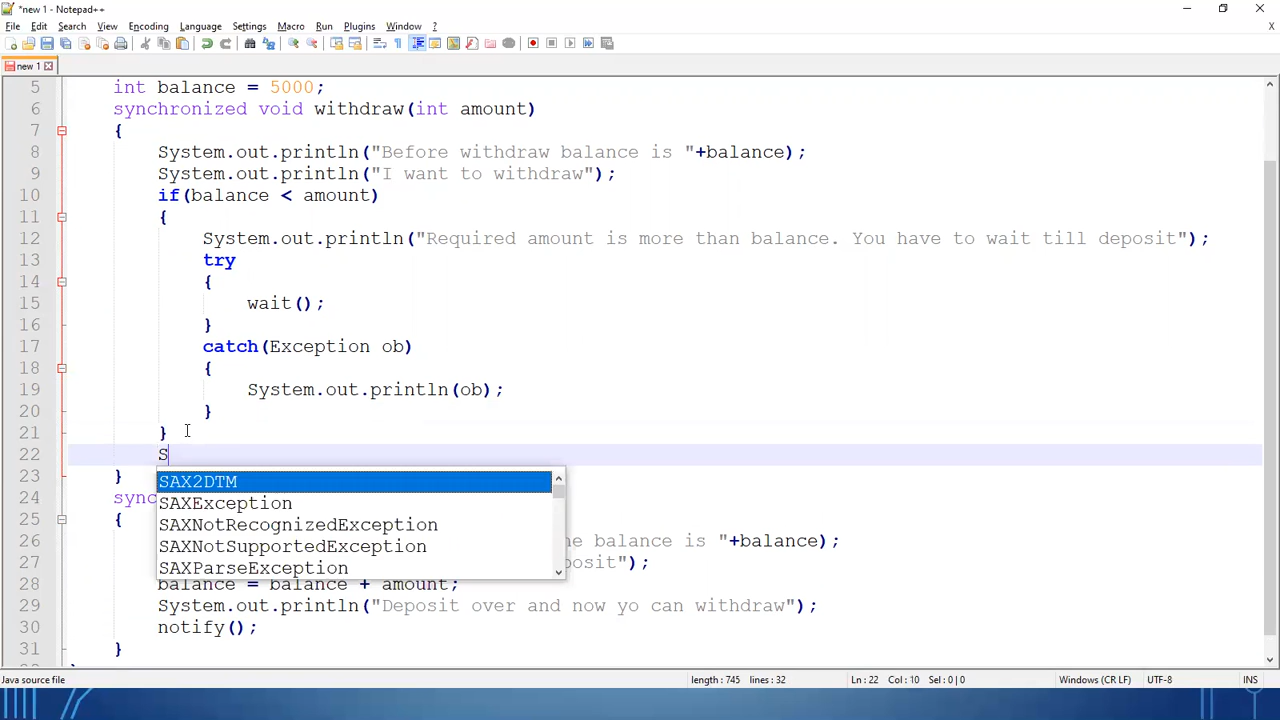 *new 1 - Notepad++
File Edit Search View Encoding Language Settings Macro Run Plugins Window ?
X
new 1
5 int balance = 5000;
6 synchronized void withdraw(int amount)
7 {
8 System.out.println("Before withdraw balance is "+balance);
9 System.out.println("I want to withdraw");
10 if(balance < amount)
11 {
12 System.out.println("Required amount is more than balance. You have to wait till deposit");
13 try
14 {
15 wait();
16 }
17 catch(Exception ob)
18 {
19 System.out.println(ob);
20 }
21 }
22 S
23 }
SAX2DTM
24 sync
SAXException
25 {
SAXNotRecognizedException
26 he balance is "+balance);
SAXNotSupportedException
27 posit");
SAXParseException
28 balance = balance + amount;
29 System.out.println("Deposit over and now yo can withdraw");
30 notify();
31 }
Java source file length : 745 lines : 32 Ln : 22 Col : 10 Sel : 0 | 0 Windows (CR LF) UTF-8 INS